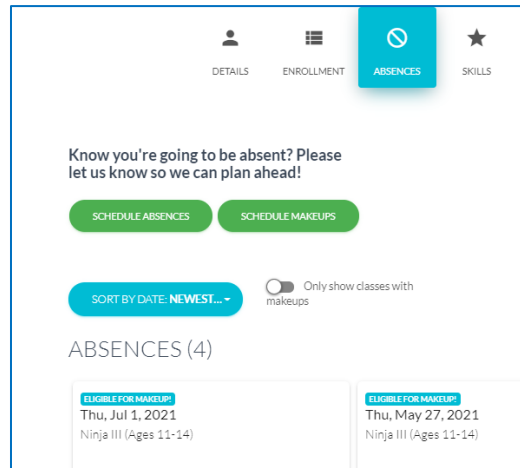 DETAILS
ENROLLMENT
ABSENCES
SKILLS
Know you're going to be absent? Please
let us know so we can plan ahead!
SCHEDULE ABSENCES
SCHEDULE MAKEUPS
SORT BY DATE: NEWEST...
Only show classes with
makeups
ABSENCES (4)
ELIGIBLE FOR MAKEUP!
Thu, Jul 1, 2021
Ninja III (Ages 11-14)
ELIGIBLE FOR MAKEUP!
Thu, May 27, 2021
Ninja III (Ages 11-14)